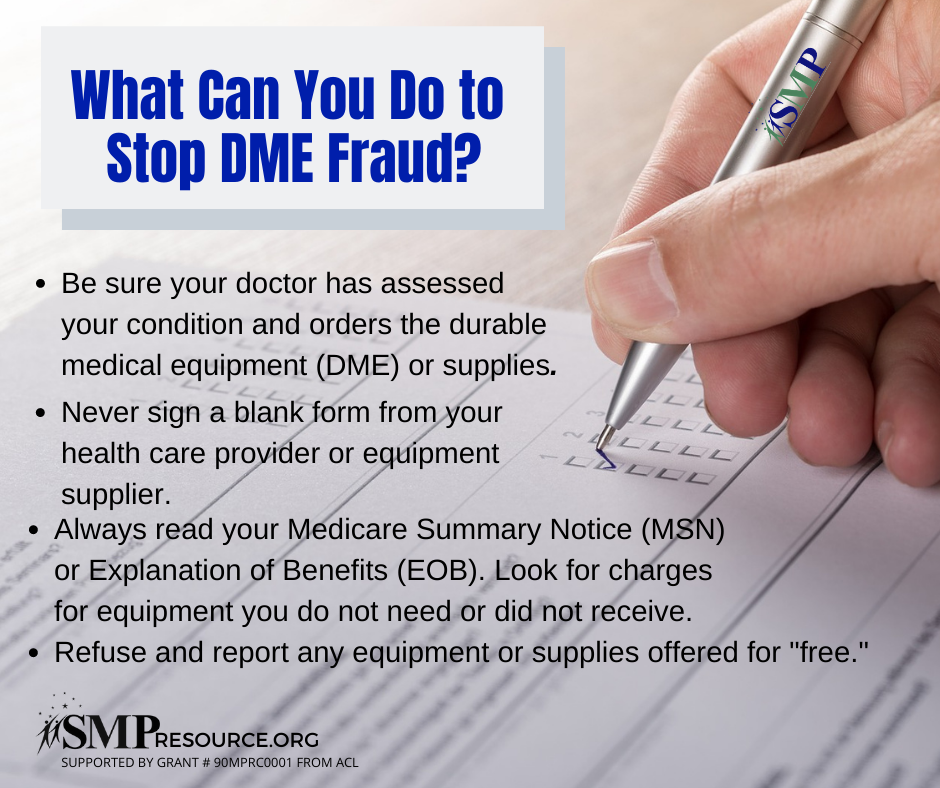 What Can You Do to
Stop DME Fraud?
SMP
• Be sure your doctor has assessed
your condition and orders the durable
medical equipment (DME) or supplies.
• Never sign a blank form from your
health care provider or equipment
supplier.
• Always read your Medicare Summary Notice (MSN)
or Explanation of Benefits (EOB). Look for charges
for equipment you do not need or did not receive.
• Refuse and report any equipment or supplies offered for "free."
3
2
1
SMPRESOURCE.ORG
SUPPORTED BY GRANT # 90MPRC0001 FROM ACL